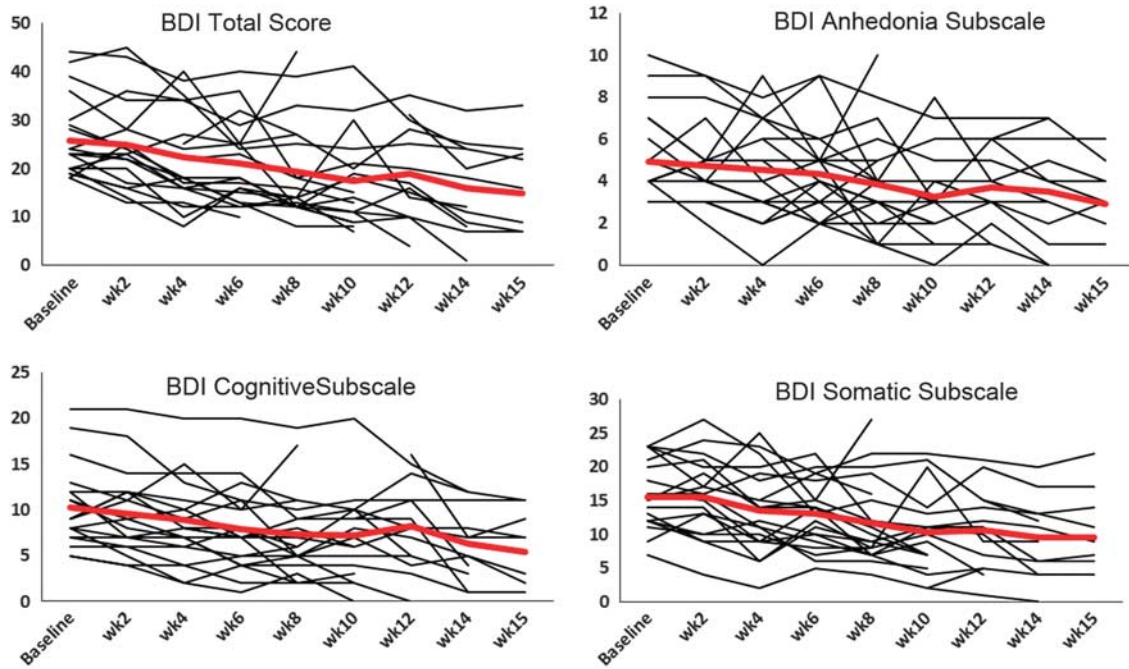 BDI Total Score
50
40
30
20
10
0
Baseline
wk2
wk4
wk6
wk8
wk10
wk12
wk14
wk15
BDI Anhedonia Subscale
12
10
8
6
4
2
0
Baseline
wk2
wk4
wk6
wk8
wk10
wk12
wk14
wk15
BDI CognitiveSubscale
25
20
15
10
5
0
Baseline
wk2
wk4
wk6
wk8
wk10
wk12
wk14
wk15
BDI Somatic Subscale
30
25
20
15
10
5
0
Baseline
wk2
wk4
wk6
wk8
wk10
wk12
wk14
wk15